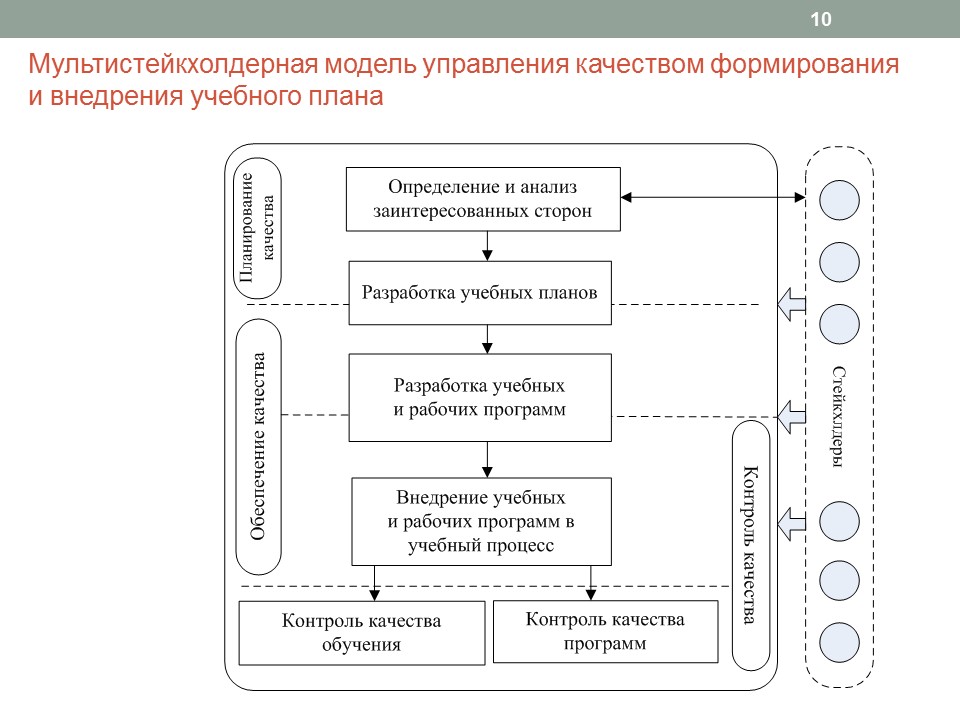 10
Мультистейкхолдерная модель управления качеством формирования
и внедрения учебного плана
Планирование
качества
Определение и анализ
заинтересованных сторон
Разработка учебных планов
Обеспечение качества
Разработка учебных
и рабочих программ
Стейкхлдеры
Внедрение учебных
и рабочих программ в
учебный процесс
Контроль качества
Контроль качества
обучения
Контроль качества
программ